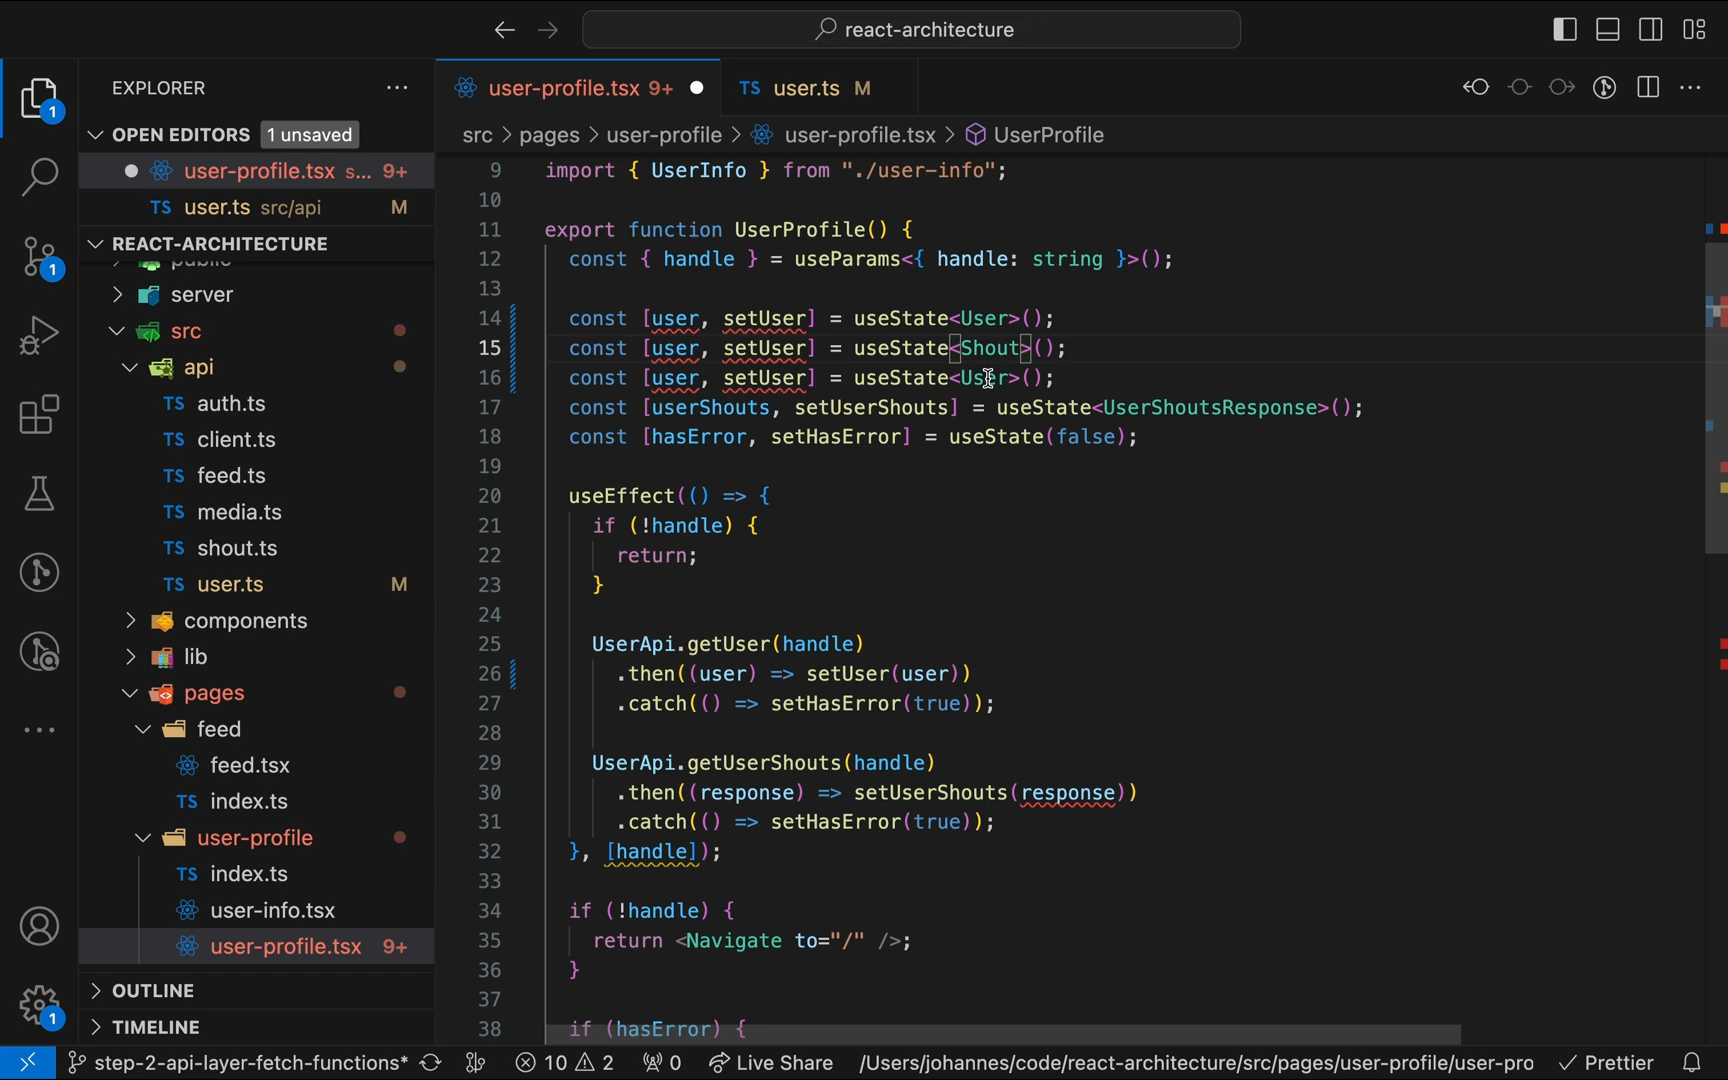 react-architecture
EXPLORER
OPEN EDITORS 1 unsaved
user-profile.tsx s... 9+
TS user.ts src/api M
REACT-ARCHITECTURE
public
server
src
api
TS auth.ts
TS client.ts
TS feed.ts
TS media.ts
TS shout.ts
TS user.ts M
components
lib
pages
feed
feed.tsx
TS index.ts
user-profile
TS index.ts
user-info.tsx
user-profile.tsx 9+
OUTLINE
TIMELINE
1
1
1
user-profile.tsx 9+
TS user.ts M
src > pages > user-profile > user-profile.tsx > UserProfile
9 import { UserInfo } from "./user-info";
10
11 export function UserProfile() {
12 const { handle } = useParams<{ handle: string }>();
13
14 const [user, setUser] = useState<User>();
15 const [user, setUser] = useState<Shout>();
16 const [user, setUser] = useState<User>();
17 const [userShouts, setUserShouts] = useState<UserShoutsResponse>();
18 const [hasError, setHasError] = useState(false);
19
20 useEffect(() => {
21 if (!handle) {
22 return;
23 }
24
25 UserApi.getUser(handle)
26 .then((user) => setUser(user))
27 .catch(() => setHasError(true));
28
29 UserApi.getUserShouts(handle)
30 .then((response) => setUserShouts(response))
31 .catch(() => setHasError(true));
32 }, [handle]);
33
34 if (!handle) {
35 return <Navigate to="/" />;
36 }
37
38 if (hasError) {
step-2-api-layer-fetch-functions* 10 2 0 Live Share /Users/johannes/code/react-architecture/src/pages/user-profile/user-pro Prettier